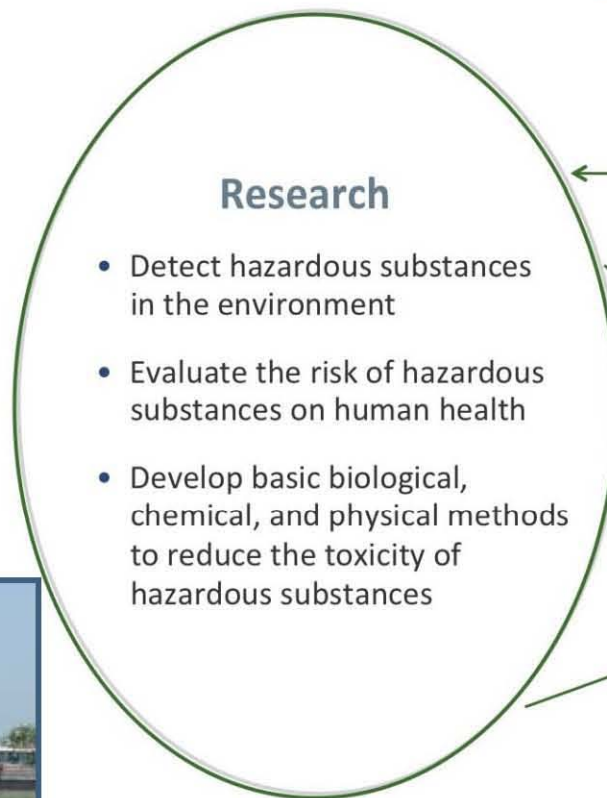 Research
• Detect hazardous substances
in the environment
• Evaluate the risk of hazardous
substances on human health
• Develop basic biological,
chemical, and physical methods
to reduce the toxicity of
hazardous substances